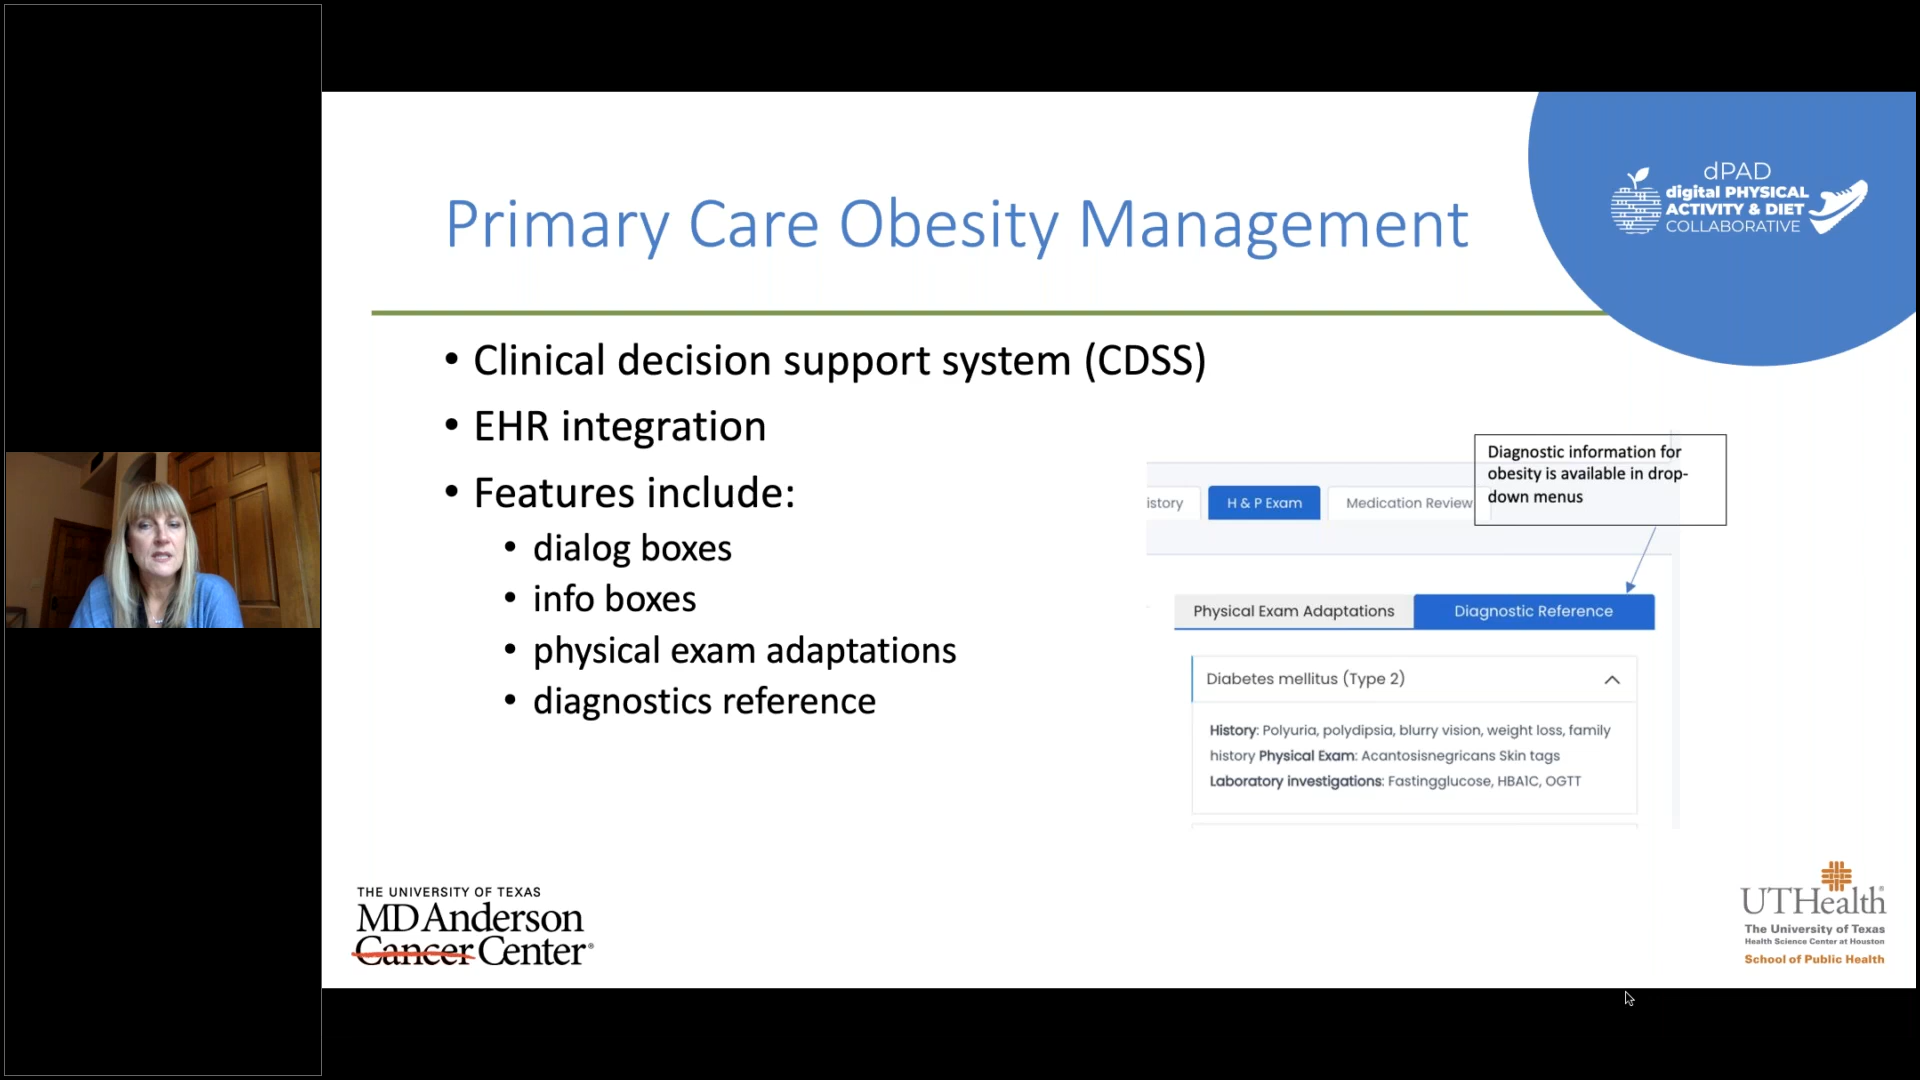 dPAD
digital PHYSICAL
ACTIVITY & DIET
COLLABORATIVE
Primary Care Obesity Management
• Clinical decision support system (CDSS)
• EHR integration
• Features include:
• dialog boxes
• info boxes
• physical exam adaptations
• diagnostics reference
Diagnostic information for
obesity is available in drop-
down menus
istory H & P Exam Medication Review
Physical Exam Adaptations Diagnostic Reference
Diabetes mellitus (Type 2)
History: Polyuria, polydipsia, blurry vision, weight loss, family
history Physical Exam: Acantosisnegricans Skin tags
Laboratory investigations: Fastingglucose, HBA1C, OGTT
THE UNIVERSITY OF TEXAS
MD Anderson
Cancer Center®
UTHealth®
The University of Texas
Health Science Center at Houston
School of Public Health